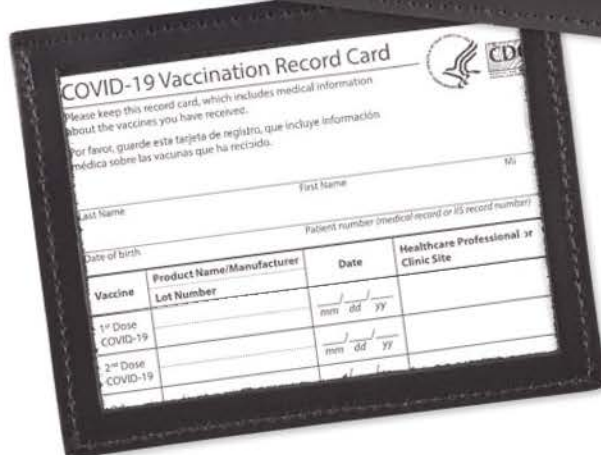 COVID-19 Vaccination Record Card
CDC
Please keep this record card, which includes medical information
about the vaccines you have received.
Por favor, guarde esta tarjeta de registro, que incluye información
médica sobre las vacunas que ha recibido.
Last Name
First Name
MI
Date of birth
Patient number (medical record or IIS record number)
Vaccine
Product Name/Manufacturer
Lot Number
Date
Healthcare Professional or
Clinic Site
1st Dose
COVID-19
mm dd yy
2nd Dose
COVID-19
mm dd yy